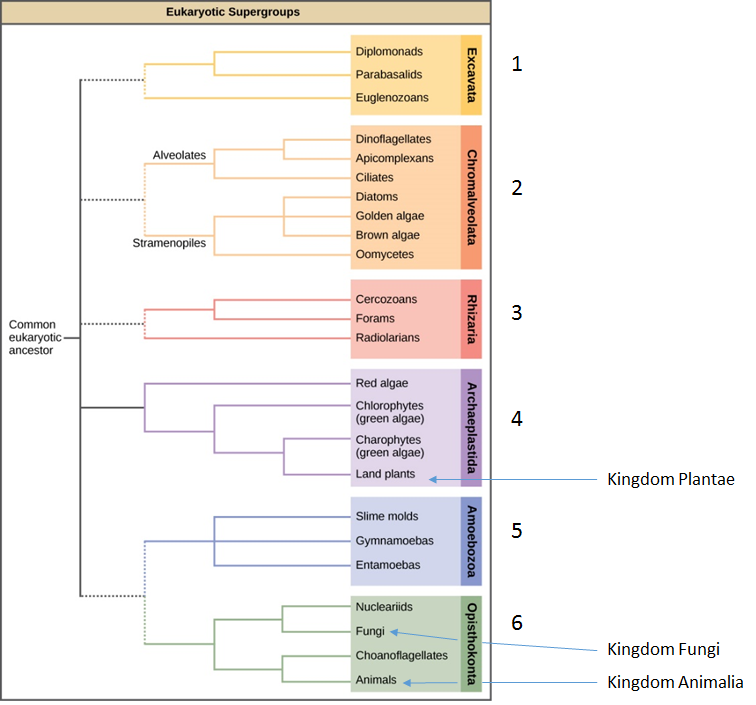 Eukaryotic Supergroups
Diplomonads
Parabasalids
Euglenozoans
Excavata
1
Alveolates
Dinoflagellates
Apicomplexans
Ciliates
Diatoms
Golden algae
Brown algae
Stramenopiles
Oomycetes
Chromalveolata
2
Cercozoans
Forams
Radiolarians
Rhizaria
3
Common
eukaryotic
ancestor
Red algae
Chlorophytes
(green algae)
Charophytes
(green algae)
Land plants
Archaeplastida
4
Kingdom Plantae
Slime molds
Gymnamoebas
Entamoebas
Amoebozoa
5
Nucleariids
Fungi
Choanoflagellates
Animals
Opisthokonta
6
Kingdom Fungi
Kingdom Animalia